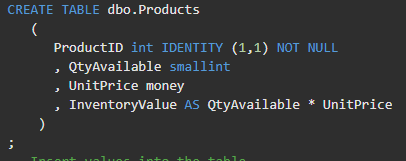 CREATE TABLE dbo.Products
(
ProductID int IDENTITY (1,1) NOT NULL
, QtyAvailable smallint
, UnitPrice money
, InventoryValue AS QtyAvailable * UnitPrice
)
;
Insert values into the table